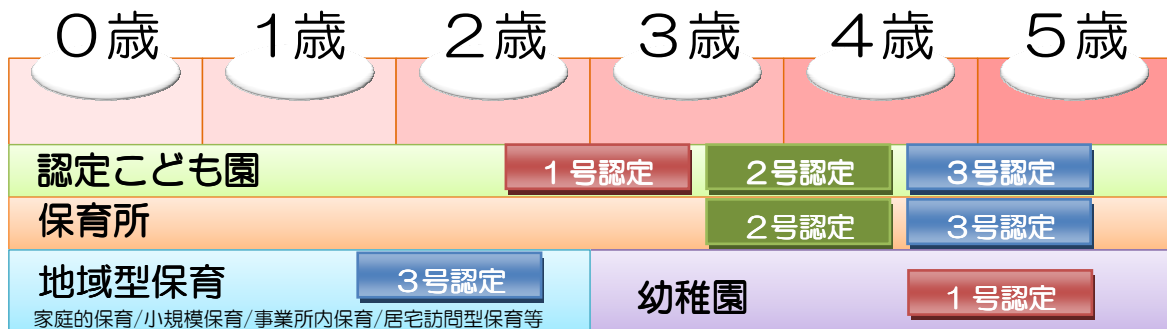 0歳 1歳 2歳 3歳 4歳 5歳
認定こども園 1号認定 2号認定 3号認定
保育所 2号認定 3号認定
地域型保育 3号認定
家庭的保育/小規模保育/事業所内保育/居宅訪問型保育等
幼稚園 1号認定